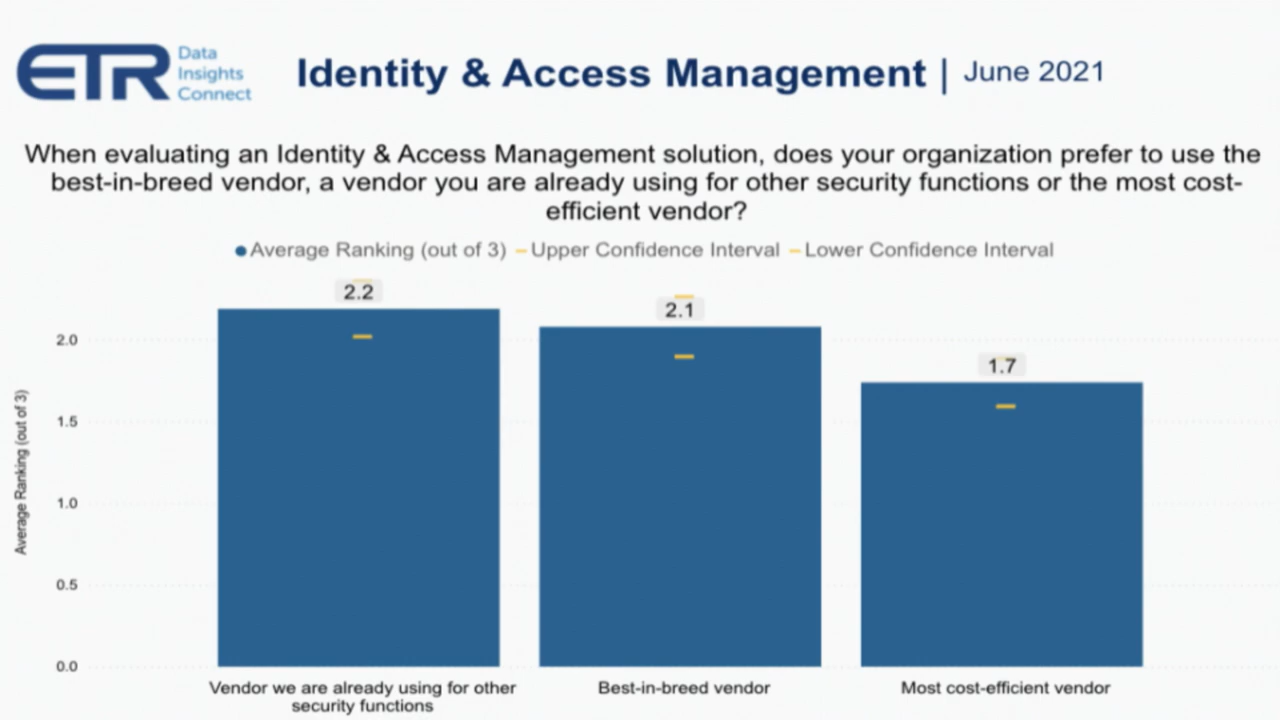 ETR Data Insights Connect
Identity & Access Management | June 2021
When evaluating an Identity & Access Management solution, does your organization prefer to use the
best-in-breed vendor, a vendor you are already using for other security functions or the most cost-
efficient vendor?
Average Ranking (out of 3) Upper Confidence Interval Lower Confidence Interval
2.2
2.1
1.7
2.0
1.5
1.0
0.5
0.0
Average Ranking (out of 3)
Vendor we are already using for other
security functions
Best-in-breed vendor
Most cost-efficient vendor